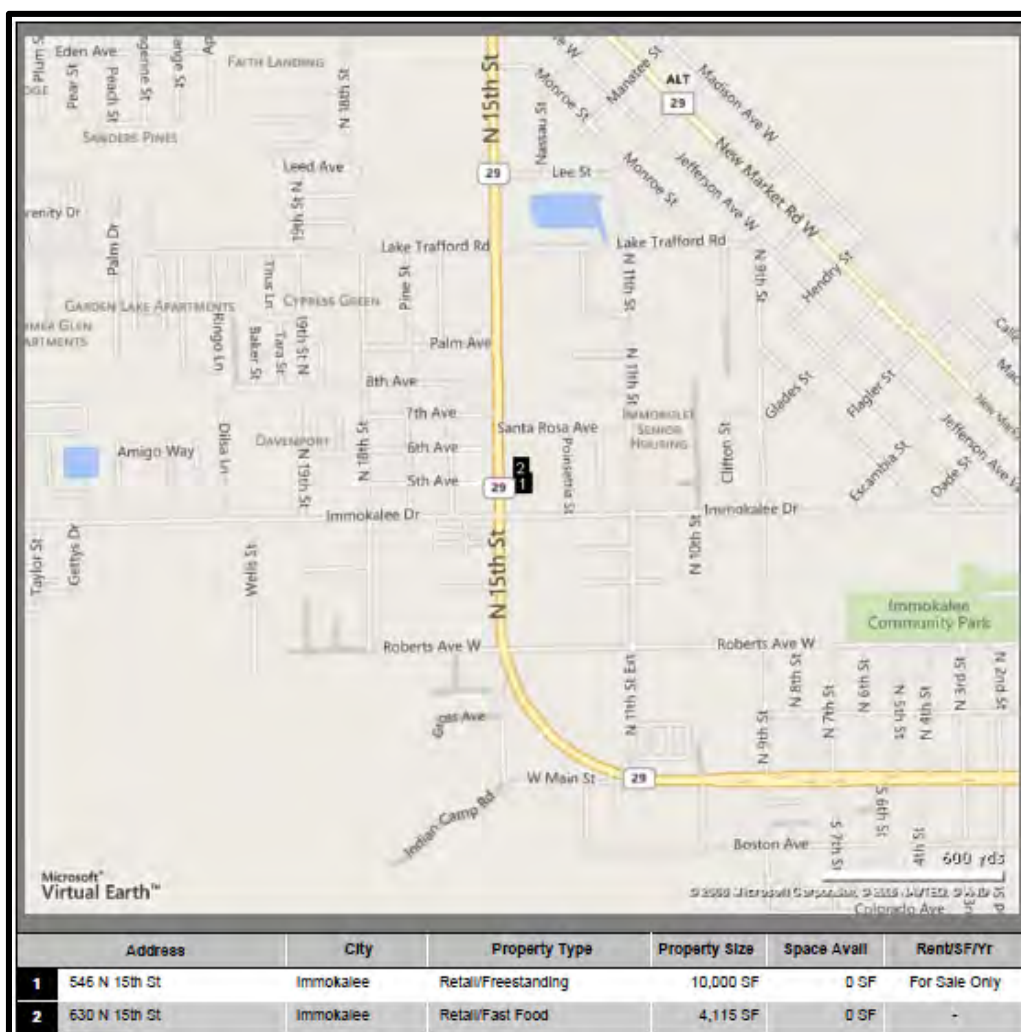 Plum S
Eden Ave
FAITH LANDING
Pear St
Peach St
N 18th St
N 15th St
Nassau St
Monroe St
Manatee St
ALT
29
Madison Ave W
SANDERS PINES
Leed Ave
29
Lee St
Monroe St
Jefferson Ave W
New Market Rd W
N 19th St
Palm Dr
Lake Trafford Rd
Lake Trafford Rd
N 11th St
N 9th St
Hendry St
Titus Ln
GARDEN LAKE APARTMENTS
CYPRESS GREEN
Pine St
Ringo Ln
Baker St
Tara St
19th St N
Palm Ave
8th Ave
N 11th St
Glades St
Flagler St
7th Ave
Santa Rosa Ave
IMMOKALEE
SENIOR
HOUSING
Dilsa Ln
DAVENPORT
N 18th St
6th Ave
Poinsettia St
Clifton St
Jefferson Ave
Amigo Way
N 19th St
5th Ave
29
2
1
Escambia St
Dade St
Immokalee Dr
Immokalee Dr
Taylor St
Gettys Dr
Wells St
N 15th St
N 10th St
Immokalee
Community Park
Roberts Ave W
Roberts Ave W
N 11th St Ext
N 9th St
N 8th St
N 7th St
N 6th St
N 5th St
N 4th St
N 3rd St
N 2nd St
Gross Ave
W Main St
29
Indian Camp Rd
S 7th St
S 6th St
Boston Ave
4th St
600 yds
Microsoft®
Virtual Earth™
Colorado Ave
Address City Property Type Property Size Space Avail Rent/SF/Yr
1 546 N 15th St Immokalee Retail/Freestanding 10,000 SF 0 SF For Sale Only
2 630 N 15th St Immokalee Retail/Fast Food 4,115 SF 0 SF -